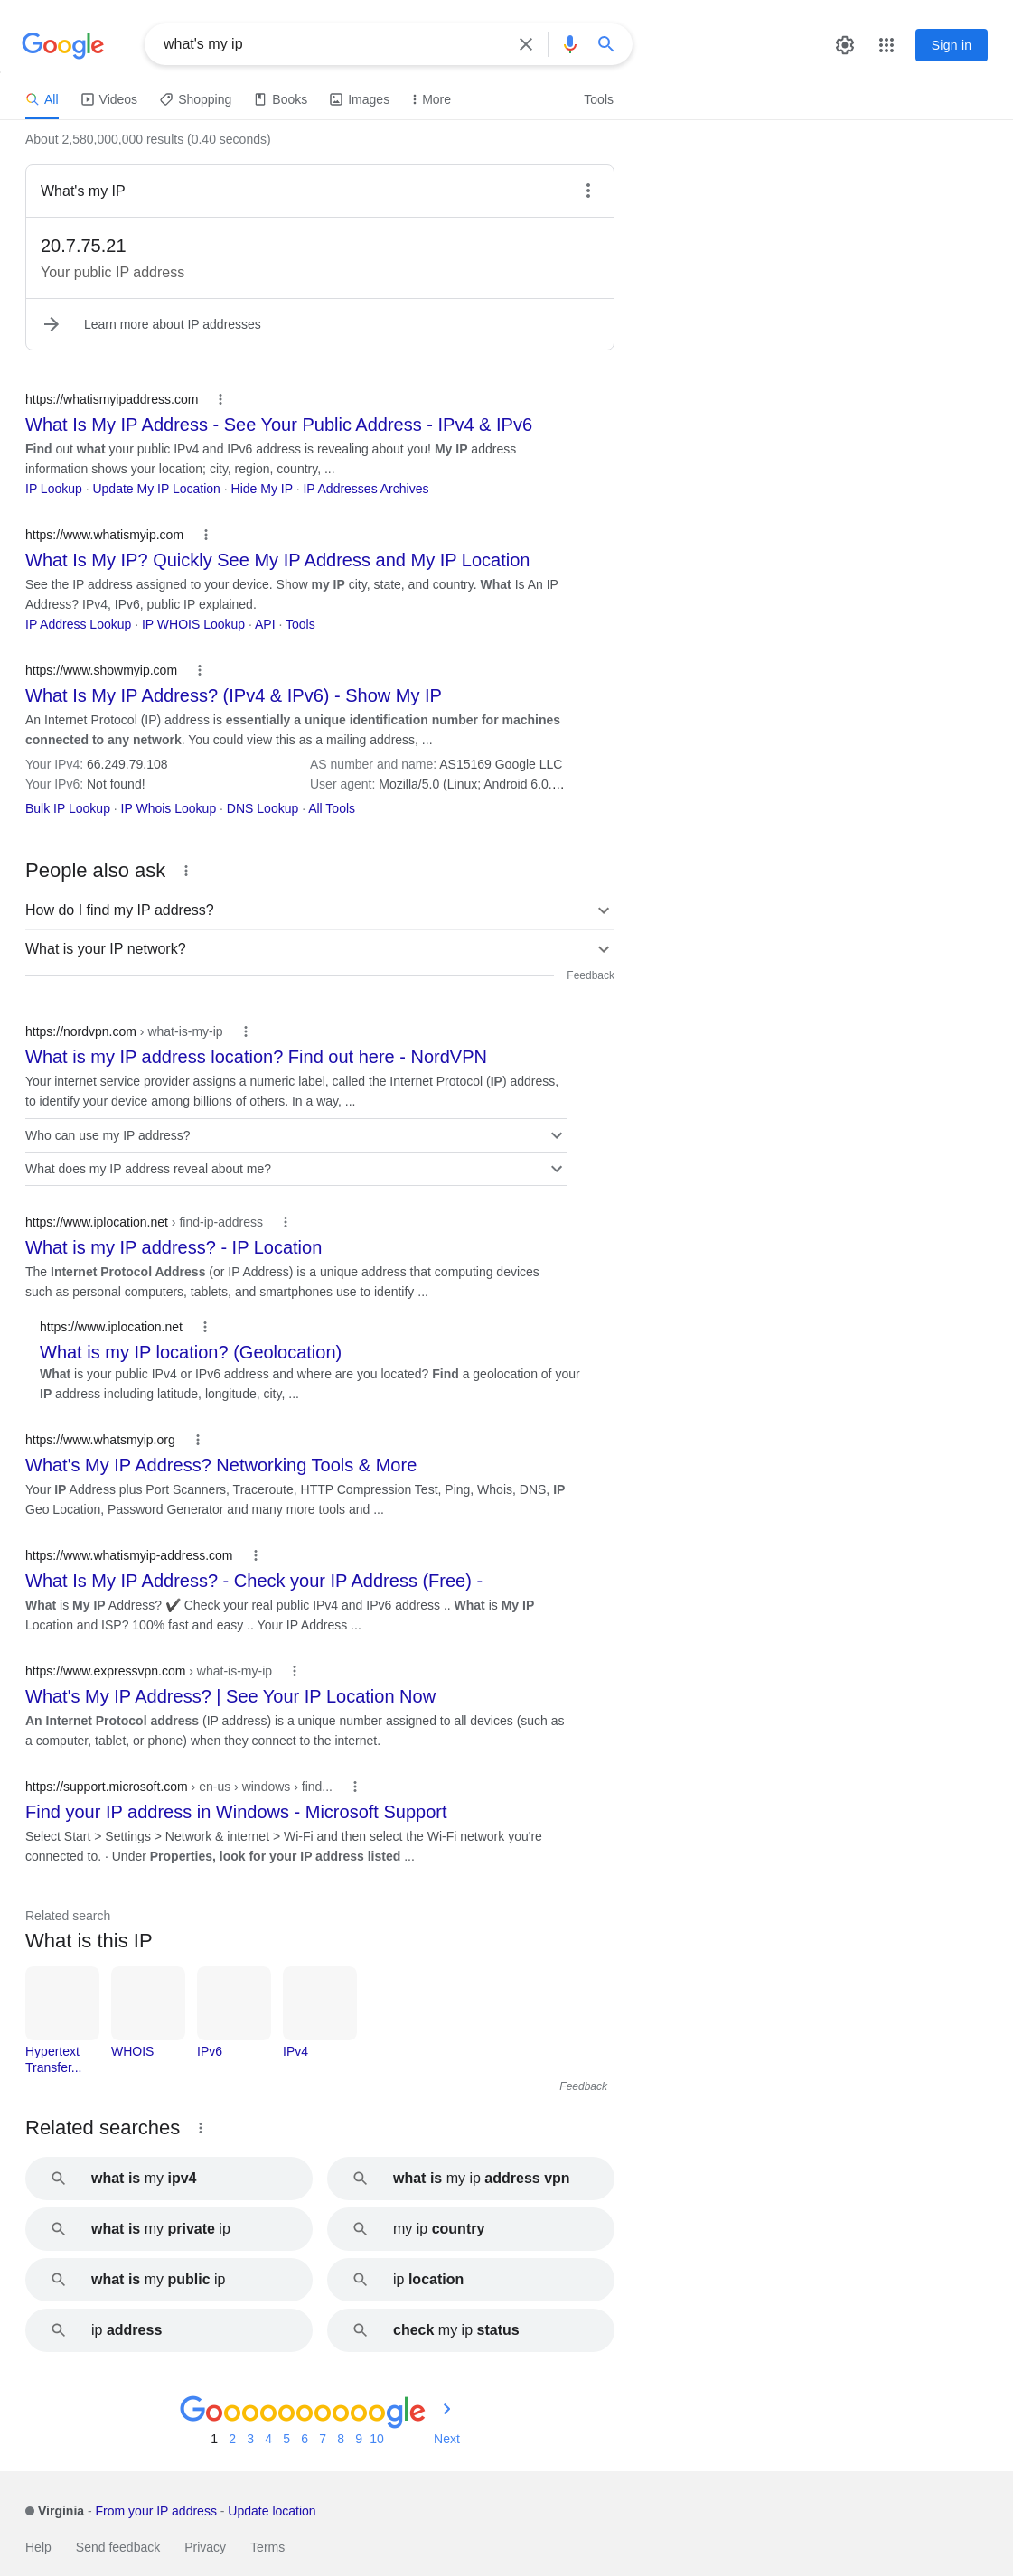 Google
what's my ip
Sign in
All
Videos
Shopping
Books
Images
More
Tools
About 2,580,000,000 results (0.40 seconds)
What's my IP
20.7.75.21
Your public IP address
Learn more about IP addresses
https://whatismyipaddress.com
What Is My IP Address - See Your Public Address - IPv4 & IPv6
Find out what your public IPv4 and IPv6 address is revealing about you! My IP address
information shows your location; city, region, country, ...
IP Lookup · Update My IP Location · Hide My IP · IP Addresses Archives
https://www.whatismyip.com
What Is My IP? Quickly See My IP Address and My IP Location
See the IP address assigned to your device. Show my IP city, state, and country. What Is An IP
Address? IPv4, IPv6, public IP explained.
IP Address Lookup · IP WHOIS Lookup · API · Tools
https://www.showmyip.com
What Is My IP Address? (IPv4 & IPv6) - Show My IP
An Internet Protocol (IP) address is essentially a unique identification number for machines
connected to any network. You could view this as a mailing address, ...
Your IPv4: 66.249.79.108
AS number and name: AS15169 Google LLC
Your IPv6: Not found!
User agent: Mozilla/5.0 (Linux; Android 6.0....
Bulk IP Lookup · IP Whois Lookup · DNS Lookup · All Tools
People also ask
How do I find my IP address?
What is your IP network?
Feedback
https://nordvpn.com › what-is-my-ip
What is my IP address location? Find out here - NordVPN
Your internet service provider assigns a numeric label, called the Internet Protocol (IP) address,
to identify your device among billions of others. In a way, ...
Who can use my IP address?
What does my IP address reveal about me?
https://www.iplocation.net › find-ip-address
What is my IP address? - IP Location
The Internet Protocol Address (or IP Address) is a unique address that computing devices
such as personal computers, tablets, and smartphones use to identify ...
https://www.iplocation.net
What is my IP location? (Geolocation)
What is your public IPv4 or IPv6 address and where are you located? Find a geolocation of your
IP address including latitude, longitude, city, ...
https://www.whatsmyip.org
What's My IP Address? Networking Tools & More
Your IP Address plus Port Scanners, Traceroute, HTTP Compression Test, Ping, Whois, DNS, IP
Geo Location, Password Generator and many more tools and ...
https://www.whatismyip-address.com
What Is My IP Address? - Check your IP Address (Free) -
What is My IP Address? ✔ Check your real public IPv4 and IPv6 address .. What is My IP
Location and ISP? 100% fast and easy .. Your IP Address ...
https://www.expressvpn.com › what-is-my-ip
What's My IP Address? | See Your IP Location Now
An Internet Protocol address (IP address) is a unique number assigned to all devices (such as
a computer, tablet, or phone) when they connect to the internet.
https://support.microsoft.com › en-us › windows › find...
Find your IP address in Windows - Microsoft Support
Select Start > Settings > Network & internet > Wi-Fi and then select the Wi-Fi network you're
connected to. · Under Properties, look for your IP address listed ...
Related search
What is this IP
Hypertext
Transfer...
WHOIS
IPv6
IPv4
Feedback
Related searches
what is my ipv4
what is my ip address vpn
what is my private ip
my ip country
what is my public ip
ip location
ip address
check my ip status
Goooooooooogle
1 2 3 4 5 6 7 8 9 10 Next
Virginia - From your IP address - Update location
Help
Send feedback
Privacy
Terms